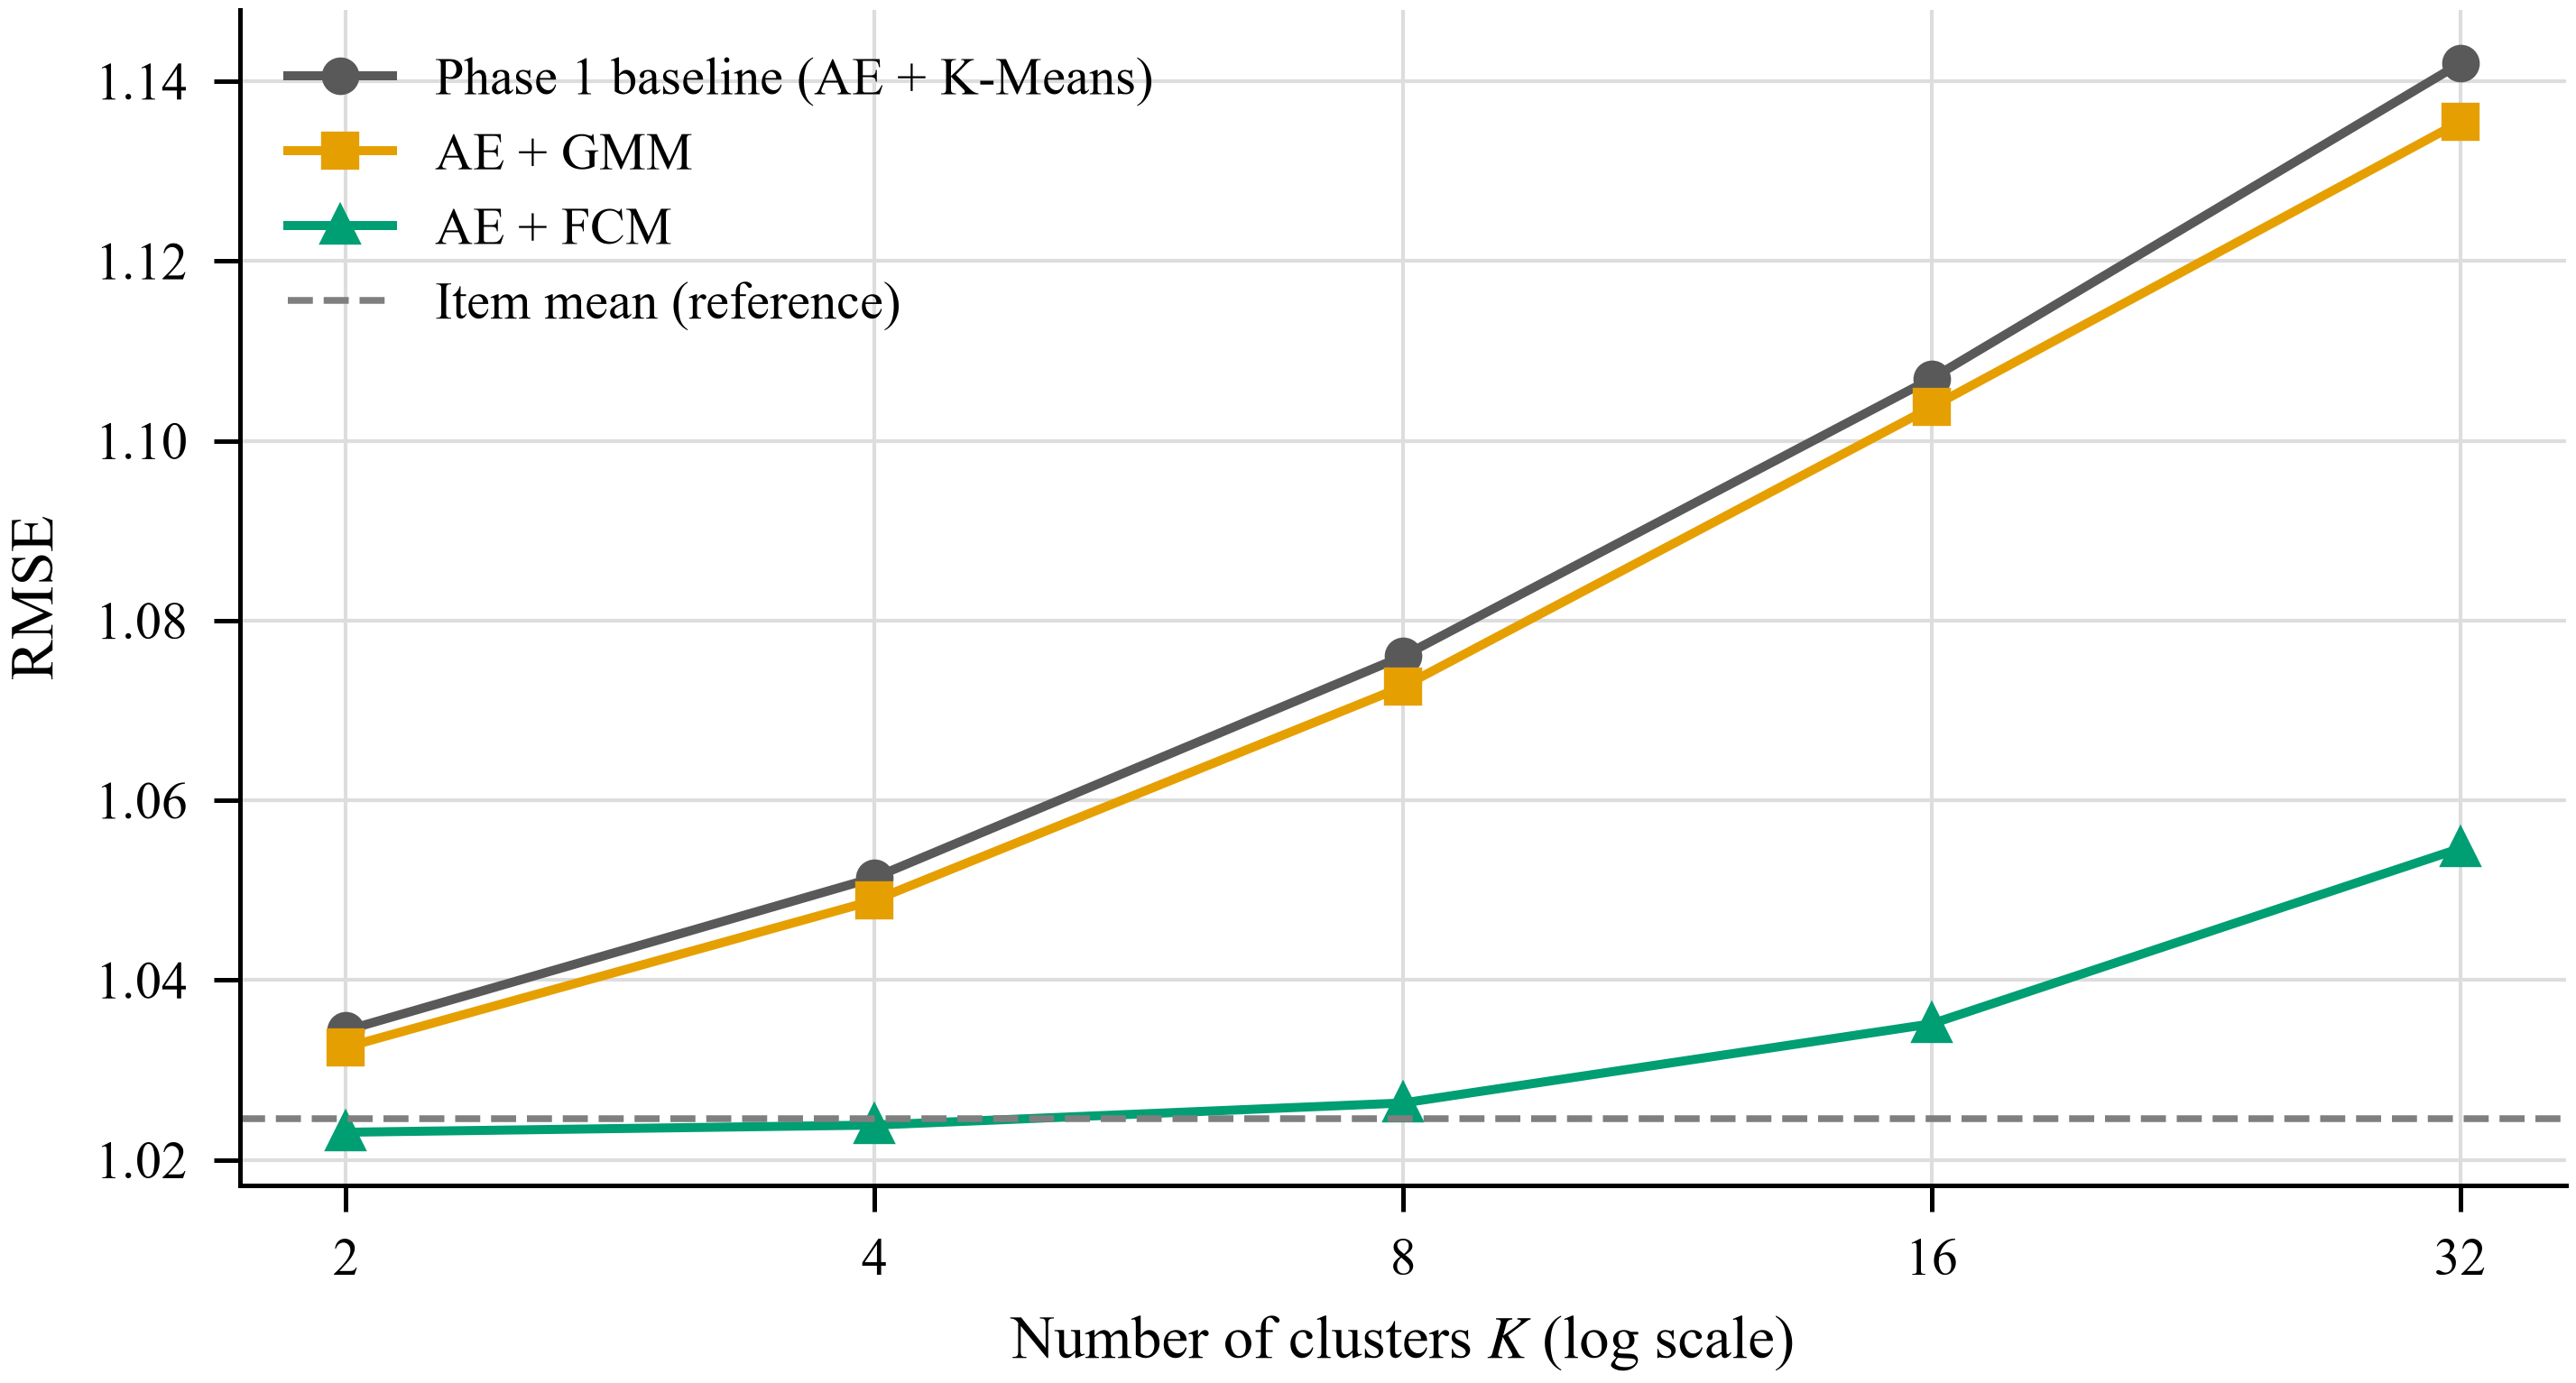 Phase 1 baseline (AE + K-Means)
AE + GMM
AE + FCM
Item mean (reference)
RMSE
1.14
1.12
1.10
1.08
1.06
1.04
1.02
2 4 8 16 32
Number of clusters K (log scale)